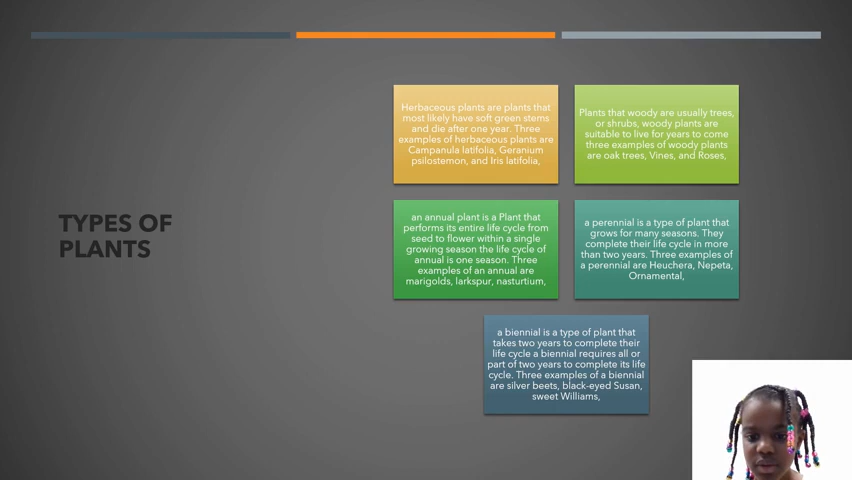 TYPES OF
PLANTS
Herbaceous plants are plants that
most likely have soft green stems
and die after one year. Three
examples of herbaceous plants are
Campanula latifolia, Geranium
psilostemon, and Iris latifolia,
Plants that woody are usually trees,
or shrubs, woody plants are
suitable to live for years to come
three examples of woody plants
are oak trees, Vines, and Roses,
an annual plant is a Plant that
performs its entire life cycle from
seed to flower within a single
growing season the life cycle of
annual is one season. Three
examples of an annual are
marigolds, larkspur, nasturtium,
a perennial is a type of plant that
grows for many seasons. They
complete their life cycle in more
than two years. Three examples of
a perennial are Heuchera, Nepeta,
Ornamental,
a biennial is a type of plant that
takes two years to complete their
life cycle a biennial requires all or
part of two years to complete its life
cycle. Three examples of a biennial
are silver beets, black-eyed Susan,
sweet Williams,